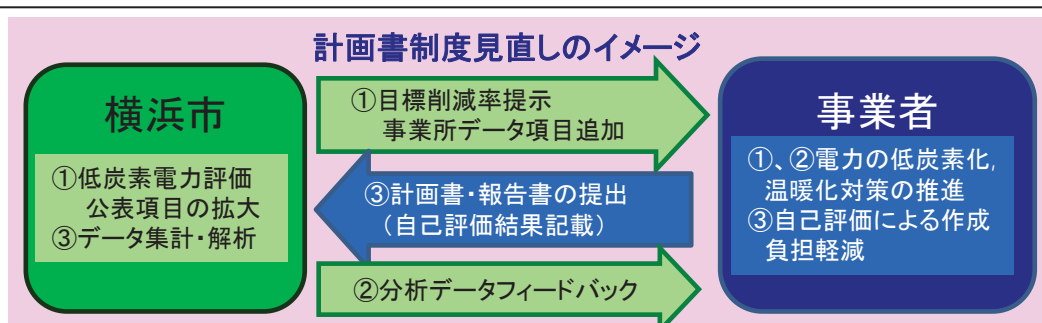 計画書制度見直しのイメージ
横浜市
①低炭素電力評価
公表項目の拡大
③データ集計・解析
①目標削減率提示
事業所データ項目追加
③計画書・報告書の提出
（自己評価結果記載）
②分析データフィードバック
事業者
①、②電力の低炭素化,
温暖化対策の推進
③自己評価による作成
負担軽減